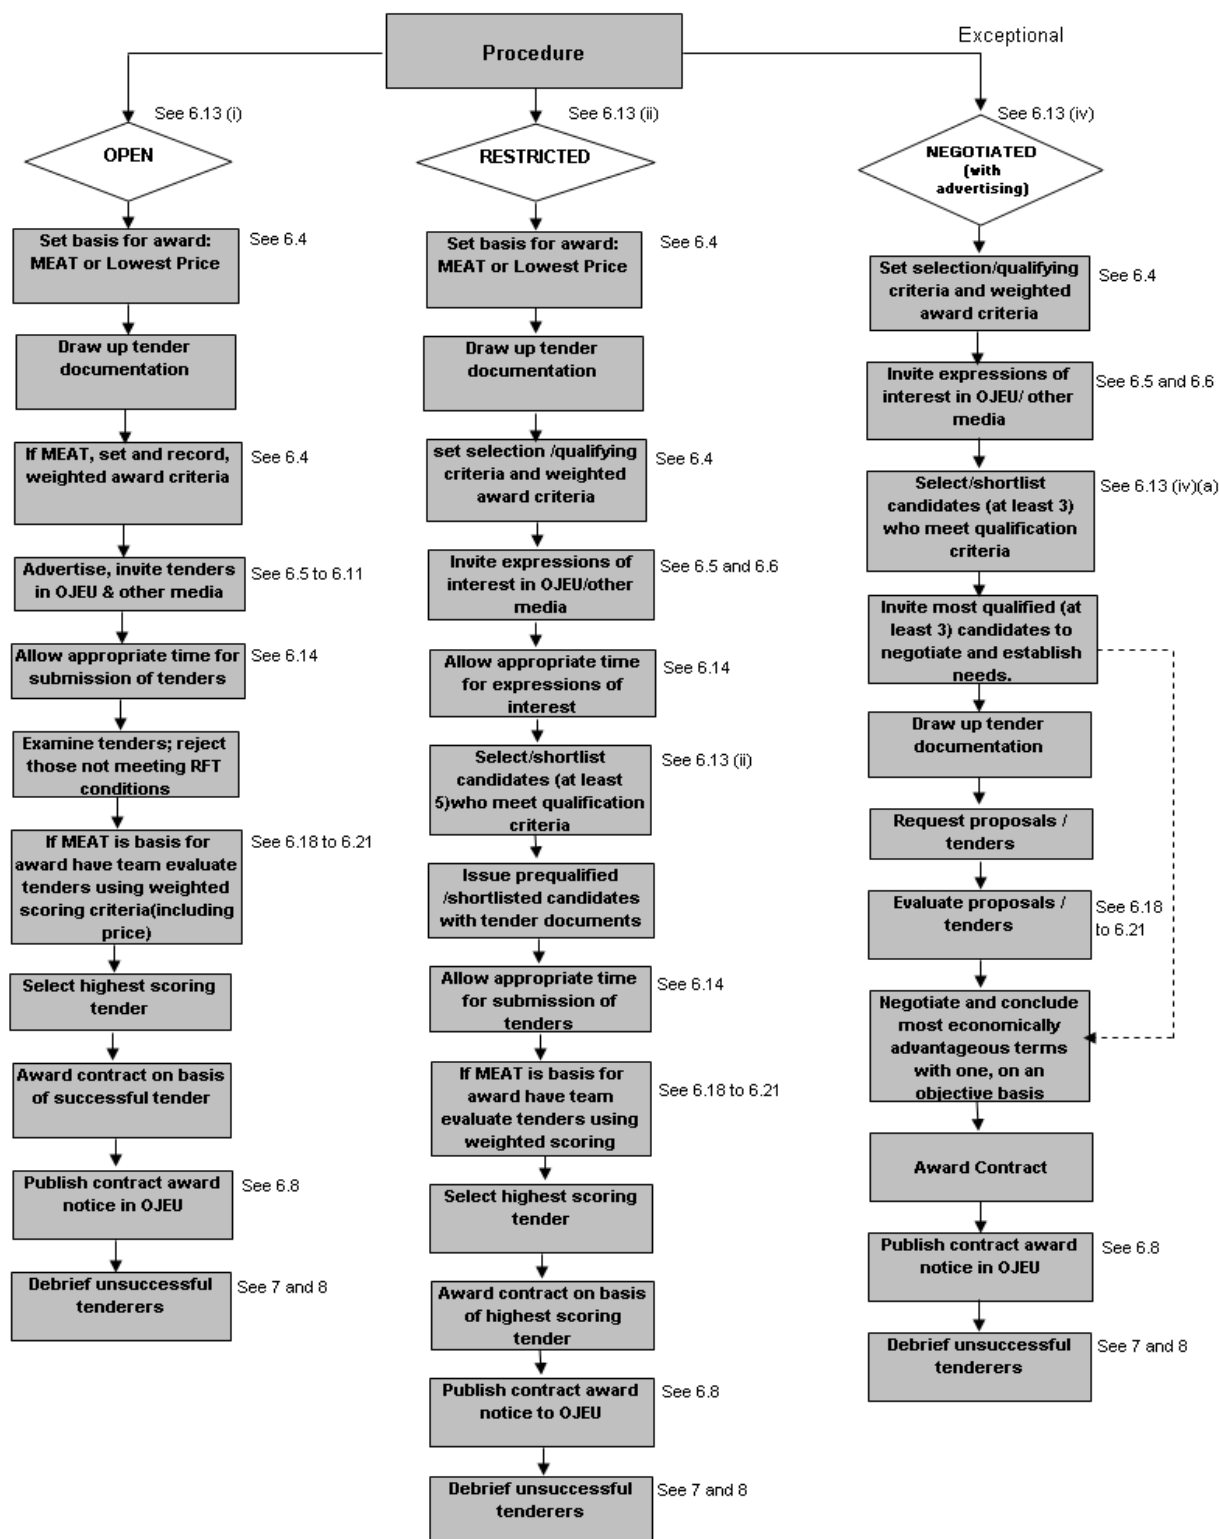 Procedure
Exceptional
See 6.13 (i)
OPEN
Set basis for award:
MEAT or Lowest Price
See 6.4
Draw up tender
documentation
If MEAT, set and record,
weighted award criteria
See 6.4
Advertise, invite tenders
in OJEU & other media
See 6.5 to 6.11
Allow appropriate time for
submission of tenders
See 6.14
Examine tenders; reject
those not meeting RFT
conditions
If MEAT is basis for
award have team evaluate
tenders using weighted
scoring criteria(including
price)
See 6.18 to 6.21
Select highest scoring
tender
Award contract on basis
of successful tender
Publish contract award
notice in OJEU
See 6.8
Debrief unsuccessful
tenderers
See 7 and 8
See 6.13 (ii)
RESTRICTED
Set basis for award:
MEAT or Lowest Price
See 6.4
Draw up tender
documentation
set selection /qualifying
criteria and weighted
award criteria
See 6.4
Invite expressions of
interest in OJEU/other
media
See 6.5 and 6.6
Allow appropriate time
for expressions of
interest
See 6.14
Select/shortlist
candidates (at least
5)who meet qualification
criteria
See 6.13 (ii)
Issue prequalified
/shortlisted candidates
with tender documents
Allow appropriate time
for submission of
tenders
See 6.14
If MEAT is basis for
award have team
evaluate tenders using
weighted scoring
See 6.18 to 6.21
Select highest scoring
tender
Award contract on basis
of highest scoring
tender
Publish contract award
notice to OJEU
See 6.8
Debrief unsuccessful
tenderers
See 7 and 8
See 6.13 (iv)
NEGOTIATED
(with
advertising)
Set selection/qualifying
criteria and weighted
award criteria
See 6.4
Invite expressions of
interest in OJEU/ other
media
See 6.5 and 6.6
Select/shortlist
candidates (at least 3)
who meet qualification
criteria
See 6.13 (iv)(a)
Invite most qualified (at
least 3) candidates to
negotiate and establish
needs.
Draw up tender
documentation
Request proposals /
tenders
Evaluate proposals /
tenders
See 6.18
to 6.21
Negotiate and conclude
most economically
advantageous terms
with one, on an
objective basis
Award Contract
Publish contract award
notice in OJEU
See 6.8
Debrief unsuccessful
tenderers
See 7 and 8